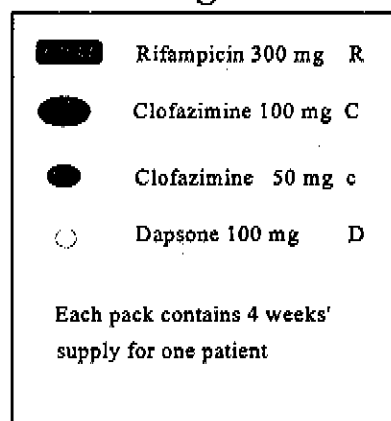 Rifampicin 300 mg R
Clofazimine 100 mg C
Clofazimine 50 mg c
Dapsone 100 mg D
Each pack contains 4 weeks'
supply for one patient